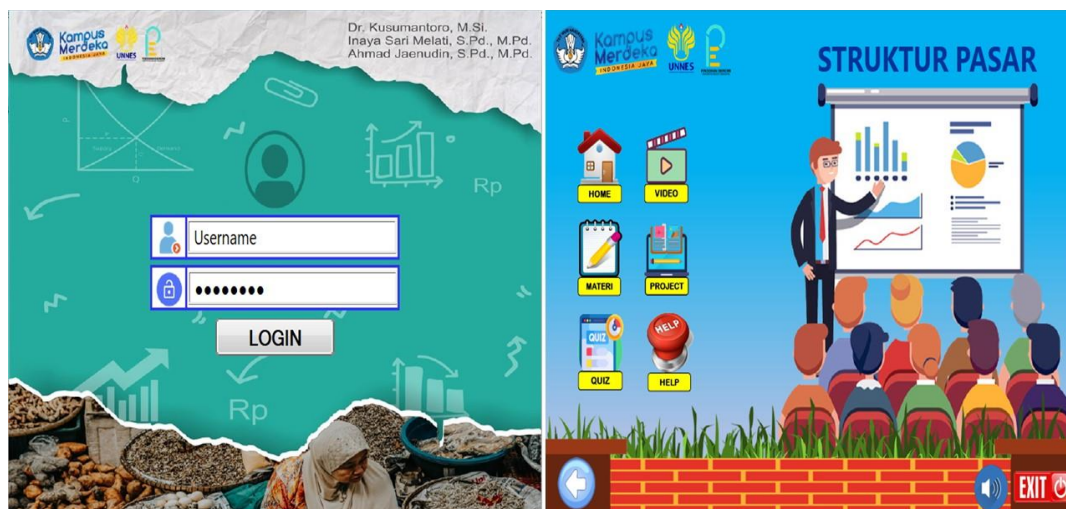 Kampus
Merdeka
INDONESIA JAYA
UNNES
Dr. Kusumantoro, M.Si.
Inaya Sari Melati, S.Pd., M.Pd.
Ahmad Jaenudin, S.Pd., M.Pd.
P
Q
Rp
Username
LOGIN
Rp
Kampus
Merdeka
INDONESIA JAYA
UNNES
STRUKTUR PASAR
HOME
VIDEO
MATERI
PROJECT
QUIZ
QUIZ
HELP
HELP
EXIT